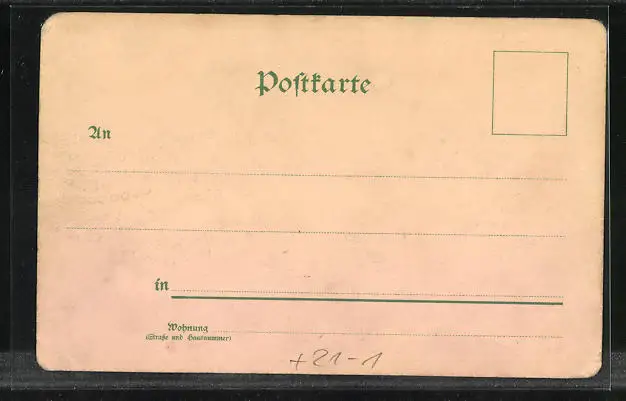 Postkarte
An
in
Wohnung
(Straße und Hausnummer)
+21-1